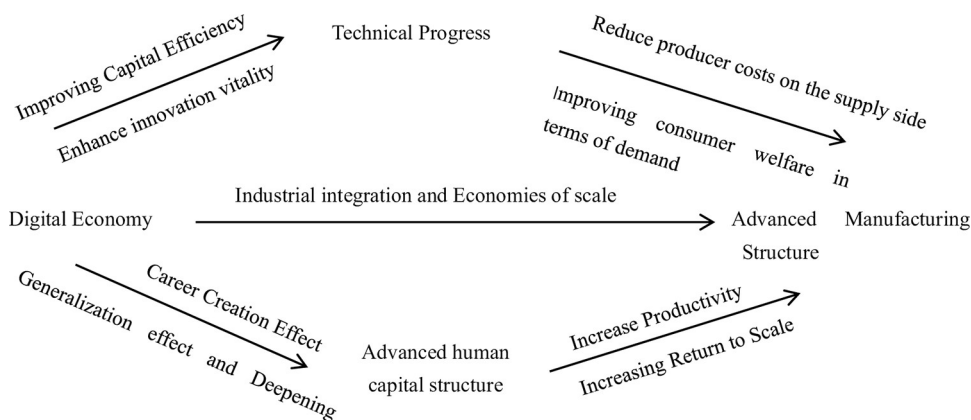 Improving Capital Efficiency
Enhance innovation vitality
Technical Progress
Reduce producer costs on the supply side
Improving consumer welfare in
terms of demand
Industrial integration and Economies of scale
Digital Economy
Advanced Manufacturing
Structure
Career Creation Effect
Generalization effect and Deepening
Advanced human
capital structure
Increase Productivity
Increasing Return to Scale